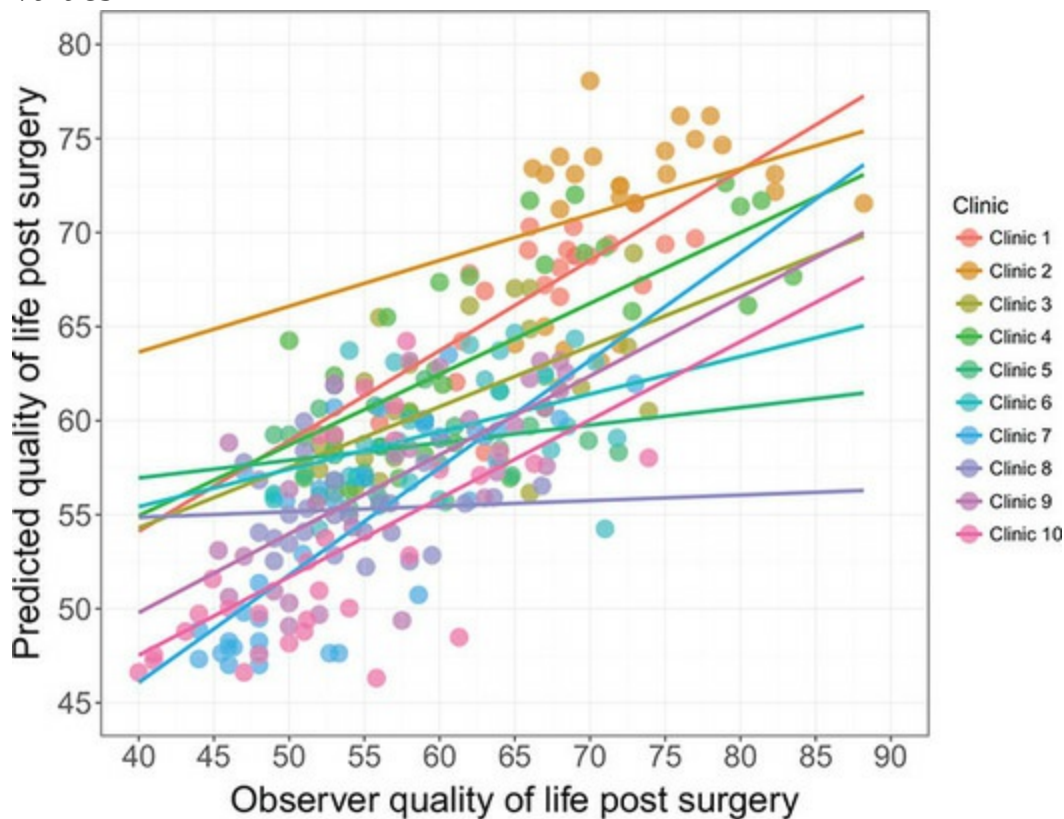 80
75
70
65
60
55
50
45
Predicted quality of life post surgery
40 45 50 55 60 65 70 75 80 85 90
Observer quality of life post surgery
Clinic
Clinic 1
Clinic 2
Clinic 3
Clinic 4
Clinic 5
Clinic 6
Clinic 7
Clinic 8
Clinic 9
Clinic 10